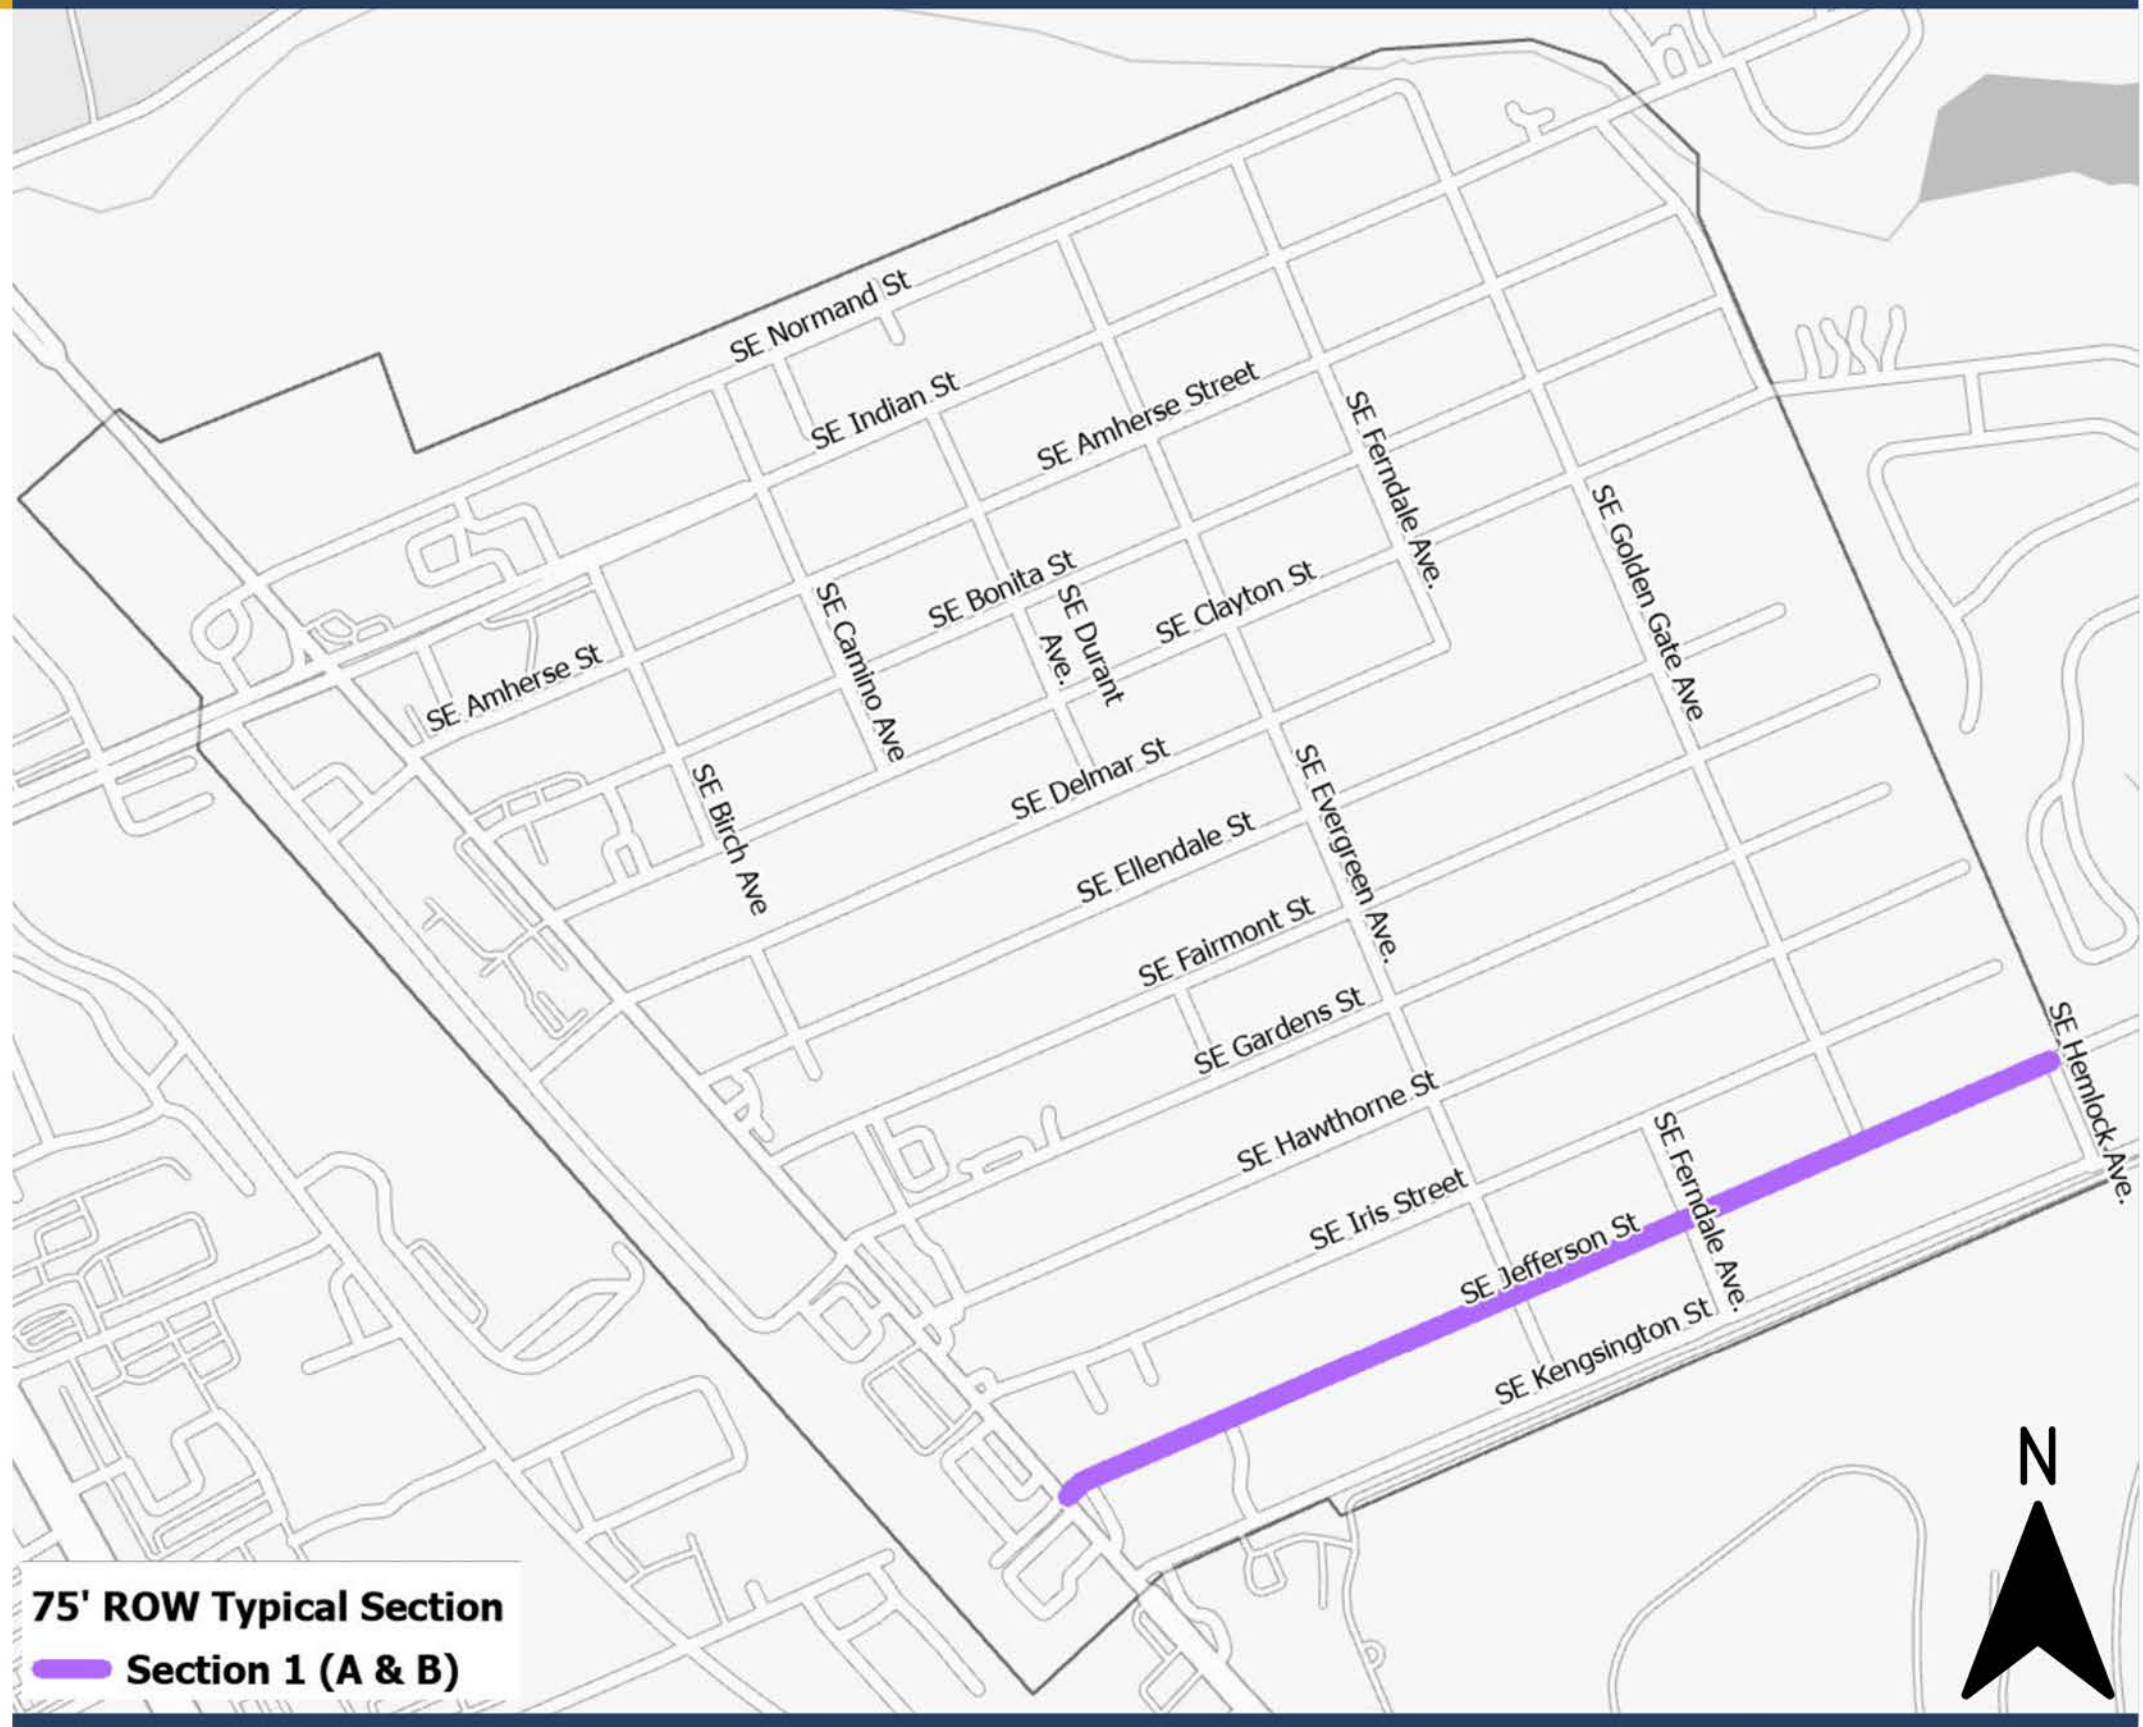 SE Normand St
SE Indian St
SE Amherse Street
SE Ferndale Ave.
SE Golden Gate Ave
SE Bonita St
SE Durant
Ave.
SE Clayton St
SE Camino Ave
SE Amherse St
SE Birch Ave
SE Delmar St
SE Evergreen Ave.
SE Ellendale St
SE Fairmont St
SE Gardens St
SE Hemlock Ave.
SE Hawthorne St
SE Ferndale Ave.
SE Iris Street
SE Jefferson St
SE Kengsington St
N
75' ROW Typical Section
Section 1 (A & B)